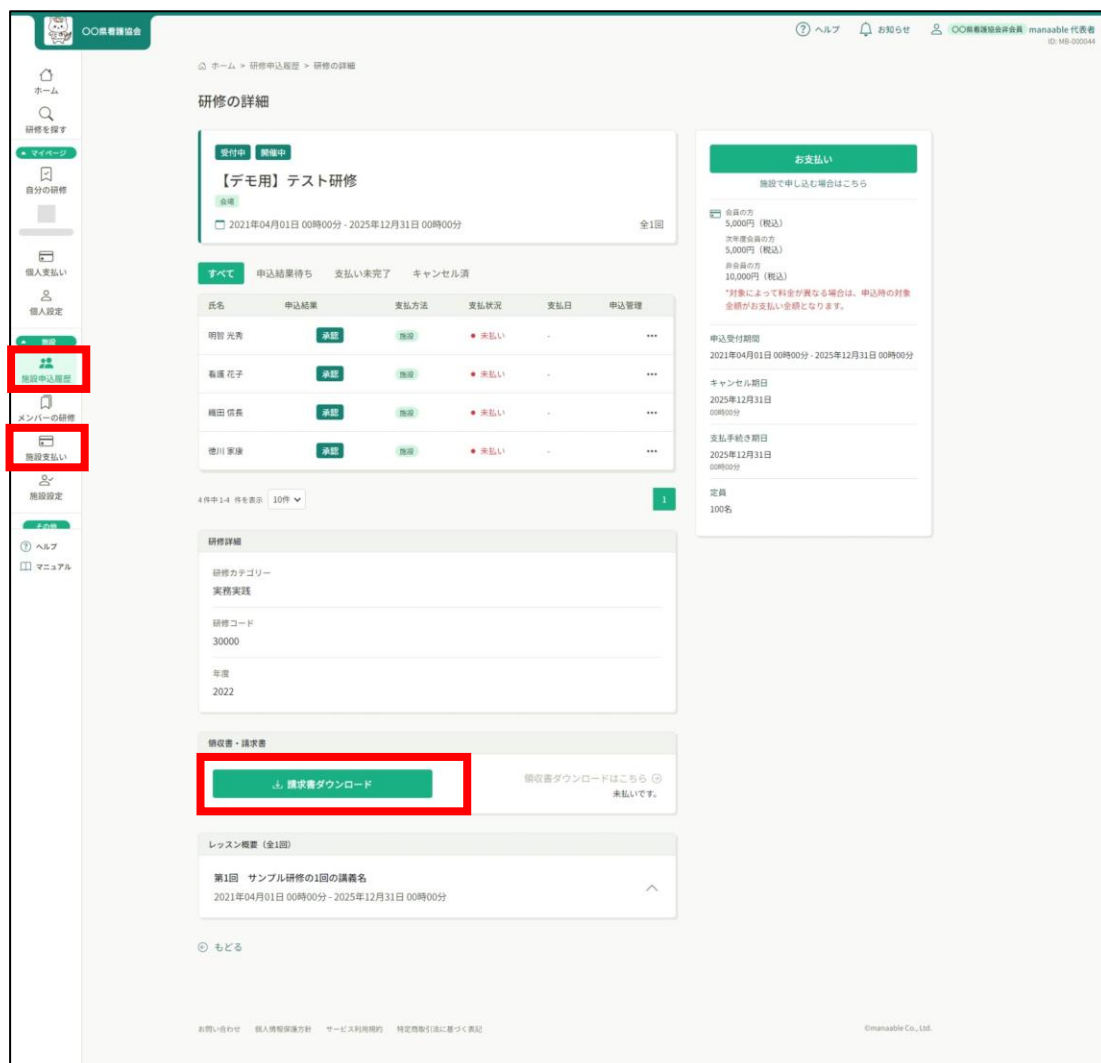 〇〇県看護協会
ヘルプ
お知らせ
〇〇県看護協会非会員 manaable 代表者
ID: MB-000044
ホーム
研修を探す
マイページ
自分の研修
個人支払い
個人設定
施設
施設申込履歴
メンバーの研修
施設支払い
施設設定
その他
ヘルプ
マニュアル
ホーム > 研修申込履歴 > 研修の詳細
研修の詳細
受付中 開催中
【デモ用】テスト研修
会場
2021年04月01日 00時00分 - 2025年12月31日 00時00分 全1回
すべて 申込結果待ち 支払い未完了 キャンセル済
氏名 申込結果 支払方法 支払状況 支払日 申込管理
明智 光秀 承認 施設 未払い - •••
看護 花子 承認 施設 未払い - •••
織田 信長 承認 施設 未払い - •••
徳川 家康 承認 施設 未払い - •••
4 件中 1-4 件を表示 10件
1
研修詳細
研修カテゴリー
実務実践
研修コード
30000
年度
2022
領収書・請求書
請求書ダウンロード
領収書ダウンロードはこちら
未払いです。
レッスン概要（全1回）
第1回 サンプル研修の1回の講義名
2021年04月01日 00時00分 - 2025年12月31日 00時00分
もどる
お支払い
施設で申し込む場合はこちら
会員の方
5,000円（税込）
次年度会員の方
5,000円（税込）
非会員の方
10,000円（税込）
*対象によって料金が異なる場合は、申込時の対象
金額がお支払い金額となります。
申込受付期間
2021年04月01日 00時00分 - 2025年12月31日 00時00分
キャンセル期日
2025年12月31日
00時00分
支払手続き期日
2025年12月31日
00時00分
定員
100名
お問い合わせ 個人情報保護方針 サービス利用規約 特定商取引法に基づく表記
©manaable Co., Ltd.